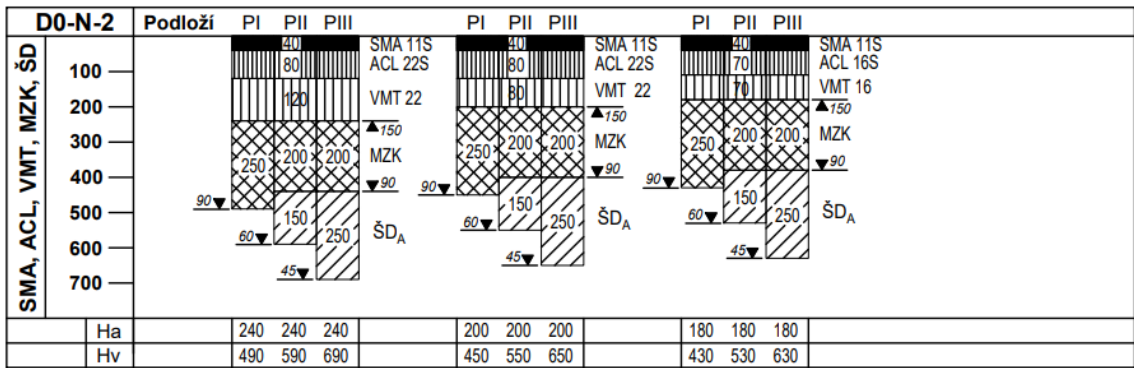 D0-N-2 Podloží PI PII PIII PI PII PIII PI PII PIII
SMA, ACL, VMT, MZK, ŠD
40 SMA 11S 40 SMA 11S 40 SMA 11S
100 80 ACL 22S 80 ACL 22S 70 ACL 16S
120 VMT 22 80 VMT 22 70 VMT 16
200 150 150 150
300 250 200 200 MZK 250 200 200 MZK 250 200 200 MZK
400 90 90 90
90 90 90
500 150 250 ŠDA 150 250 ŠDA 150 250 ŠDA
600 60 60 60
700 45 45 45
Ha 240 240 240 200 200 200 180 180 180
Hv 490 590 690 450 550 650 430 530 630